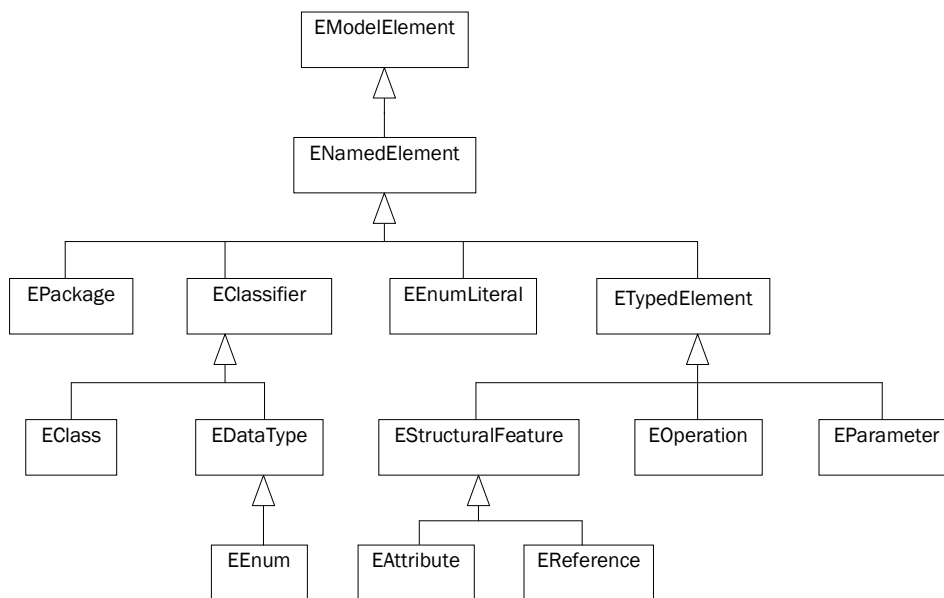 EModelElement
ENamedElement
EPackage
EClassifier
EEnumLiteral
ETypedElement
EClass
EDataType
EStructuralFeature
EOperation
EParameter
EEnum
EAttribute
EReference